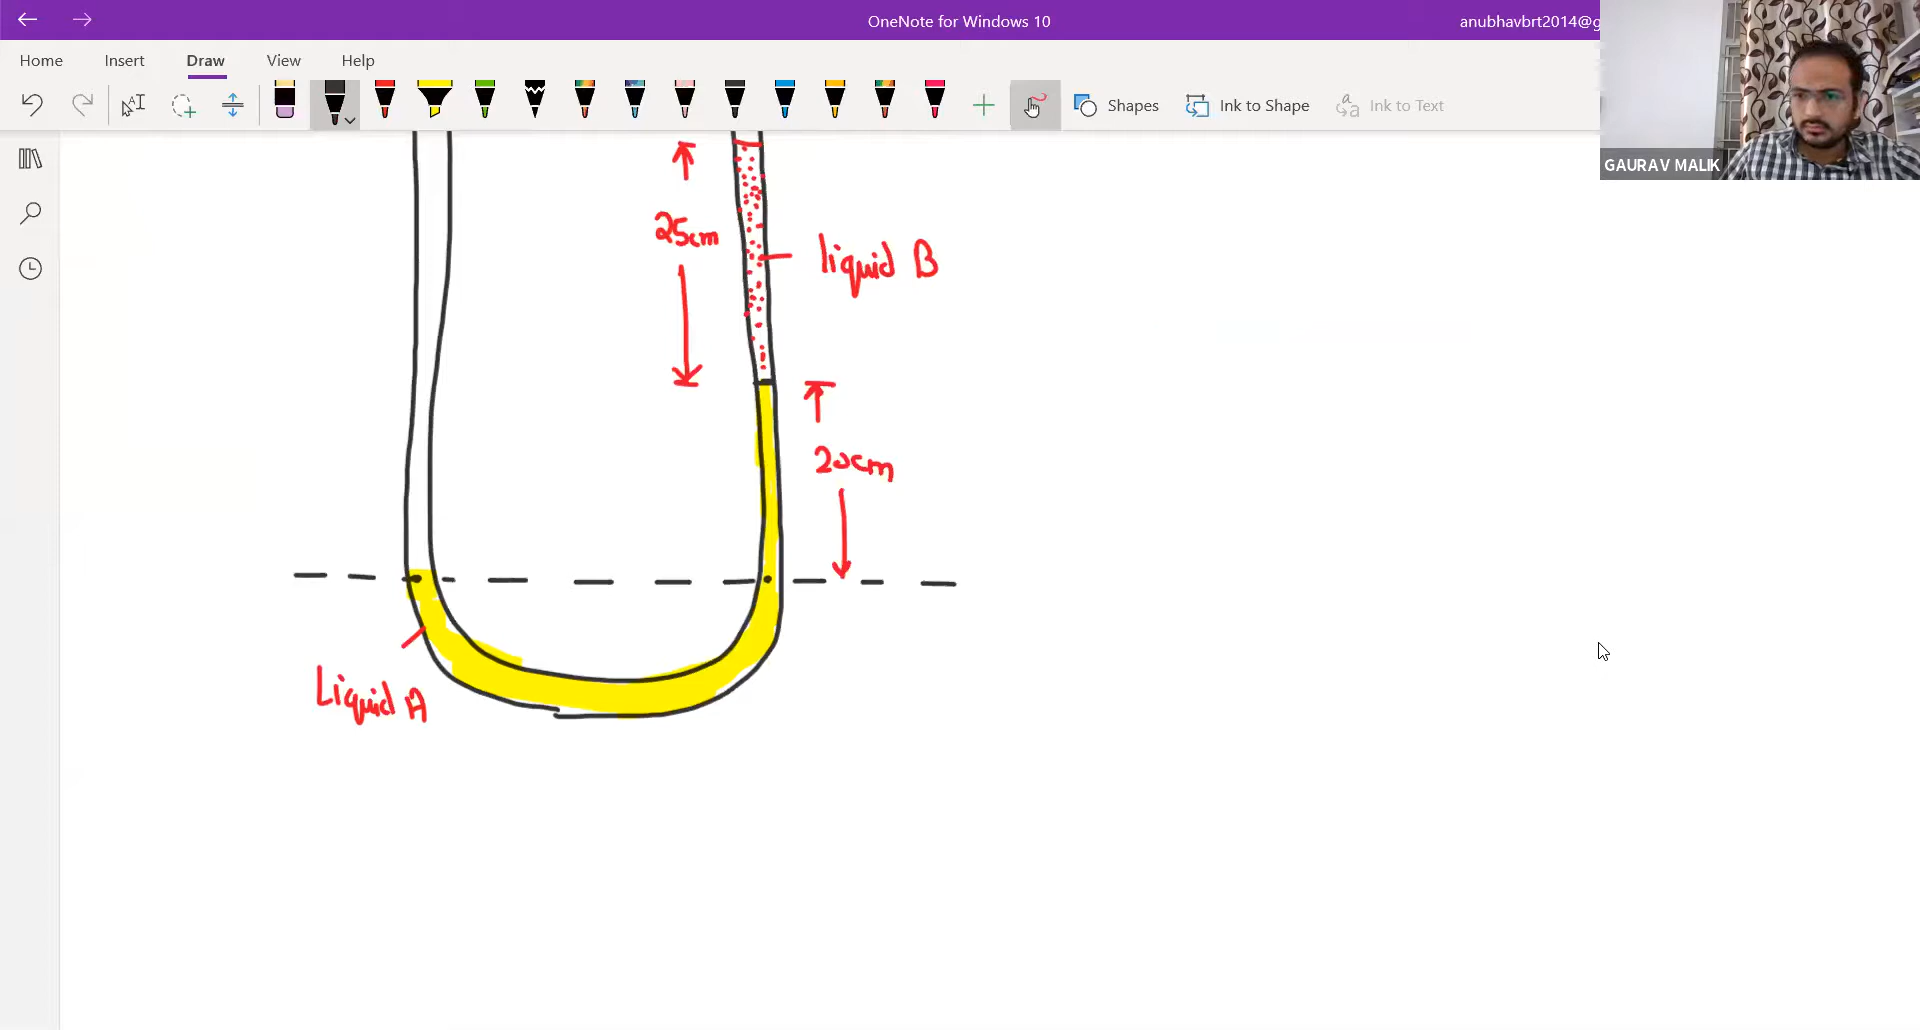 OneNote for Windows 10
anubhavbrt2014@g
Home Insert Draw View Help
Shapes Ink to Shape Ink to Text
GAURAV MALIK
25cm
liquid B
20cm
Liquid A